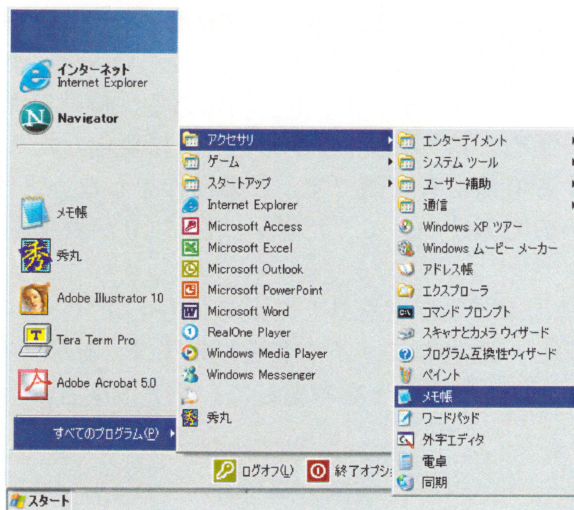 インターネット
Internet Explorer
Navigator
メモ帳
秀丸
Adobe Illustrator 10
Tera Term Pro
Adobe Acrobat 5.0
すべてのプログラム(P)
アクセサリ
ゲーム
スタートアップ
Internet Explorer
Microsoft Access
Microsoft Excel
Microsoft Outlook
Microsoft PowerPoint
Microsoft Word
RealOne Player
Windows Media Player
Windows Messenger
秀丸
エンターテイメント
システム ツール
ユーザー補助
通信
Windows XP ツアー
Windows ムービー メーカー
アドレス帳
エクスプローラ
コマンド プロンプト
スキャナとカメラ ウィザード
プログラム互換性ウィザード
ペイント
メモ帳
ワードパッド
外字エディタ
電卓
同期
ログオフ(L)
終了オプシ
スタート